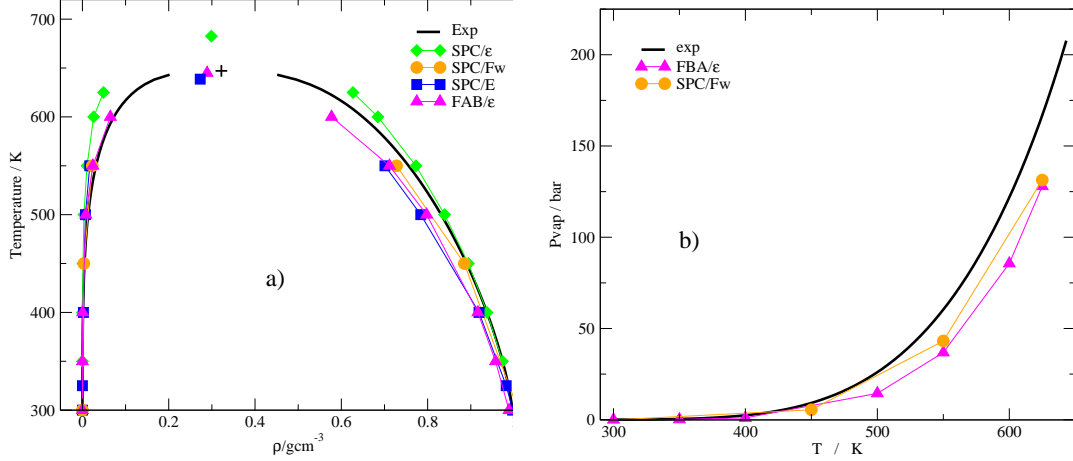 700
600
500
400
300
Temperature / K
0
0.2
0.4
0.6
0.8
1
ρ/gcm-3
Exp
SPC/ε
SPC/Fw
SPC/E
FAB/ε
a)
200
150
100
50
0
Pvap / bar
300
400
500
600
T / K
exp
FBA/ε
SPC/Fw
b)